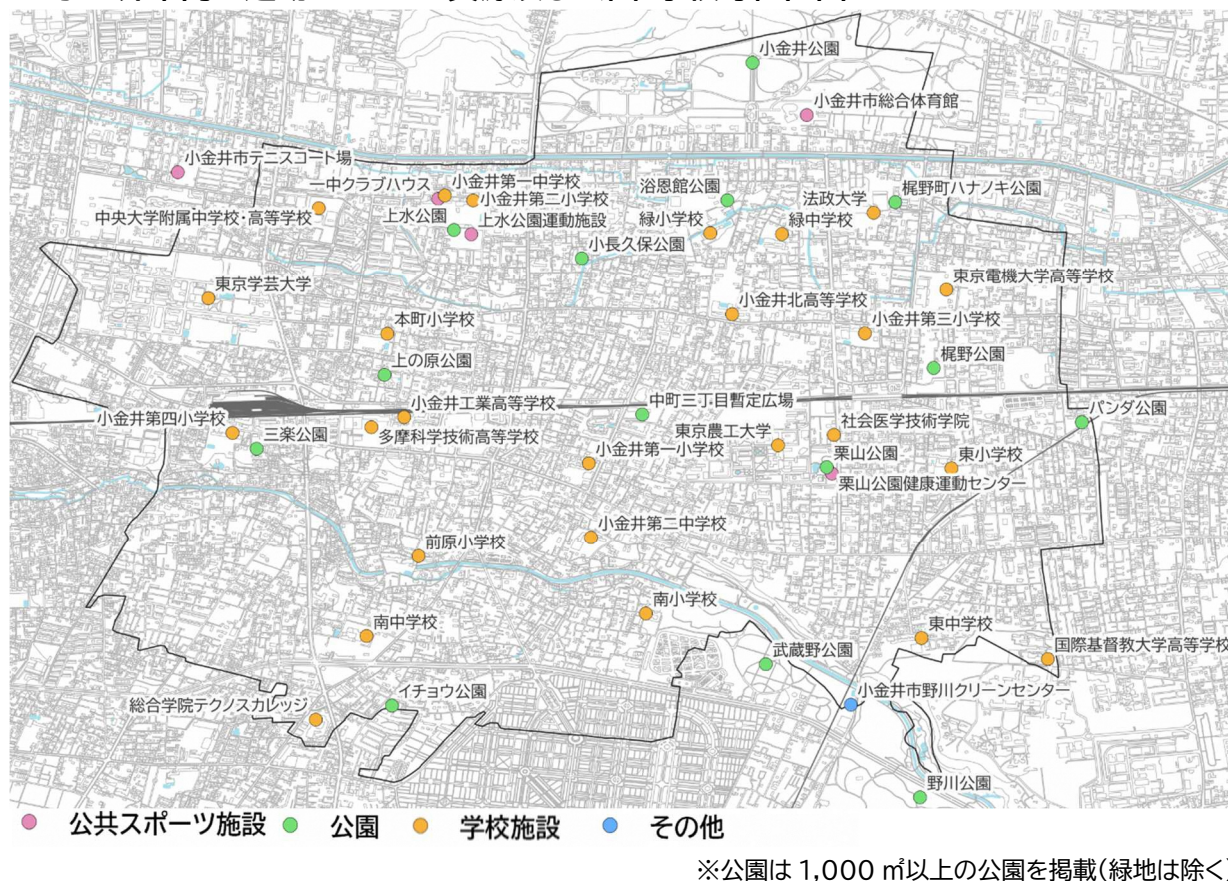 小金井公園
小金井市総合体育館
小金井市テニスコート場
一中クラブハウス
小金井第一中学校
小金井第二小学校
中央大学附属中学校・高等学校
上水公園
上水公園運動施設
浴恩館公園
緑小学校
法政大学
緑中学校
梶野町ハナノキ公園
小長久保公園
東京学芸大学
東京電機大学高等学校
小金井北高等学校
小金井第三小学校
本町小学校
上の原公園
梶野公園
小金井第四小学校
小金井工業高等学校
中町三丁目暫定広場
パンダ公園
三楽公園
多摩科学技術高等学校
東京農工大学
社会医学技術学院
小金井第一小学校
栗山公園
東小学校
栗山公園健康運動センター
小金井第二中学校
前原小学校
南小学校
南中学校
東中学校
武蔵野公園
国際基督教大学高等学校
小金井市野川クリーンセンター
イチョウ公園
総合学院テクノスカレッジ
野川公園
公共スポーツ施設 公園 学校施設 その他
※公園は1,000㎡以上の公園を掲載(緑地は除く)